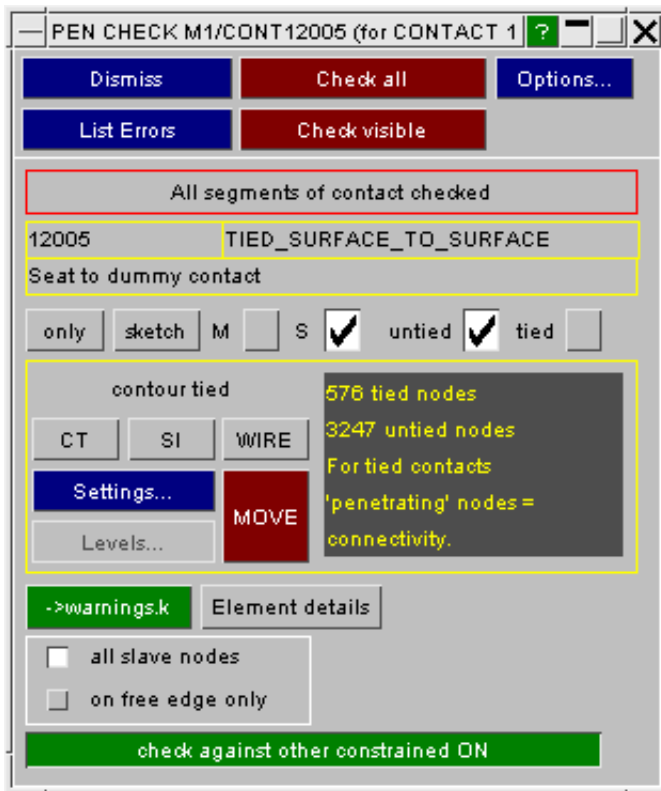 PEN CHECK M1/CONT12005 (for CONTACT 1 ?
Dismiss Check all Options...
List Errors Check visible
All segments of contact checked
12005 TIED_SURFACE_TO_SURFACE
Seat to dummy contact
only sketch M S untied tied
contour tied
CT SI WIRE
Settings...
MOVE
Levels...
576 tied nodes
3247 untied nodes
For tied contacts
'penetrating' nodes =
connectivity.
->warnings.k Element details
all slave nodes
on free edge only
check against other constrained ON